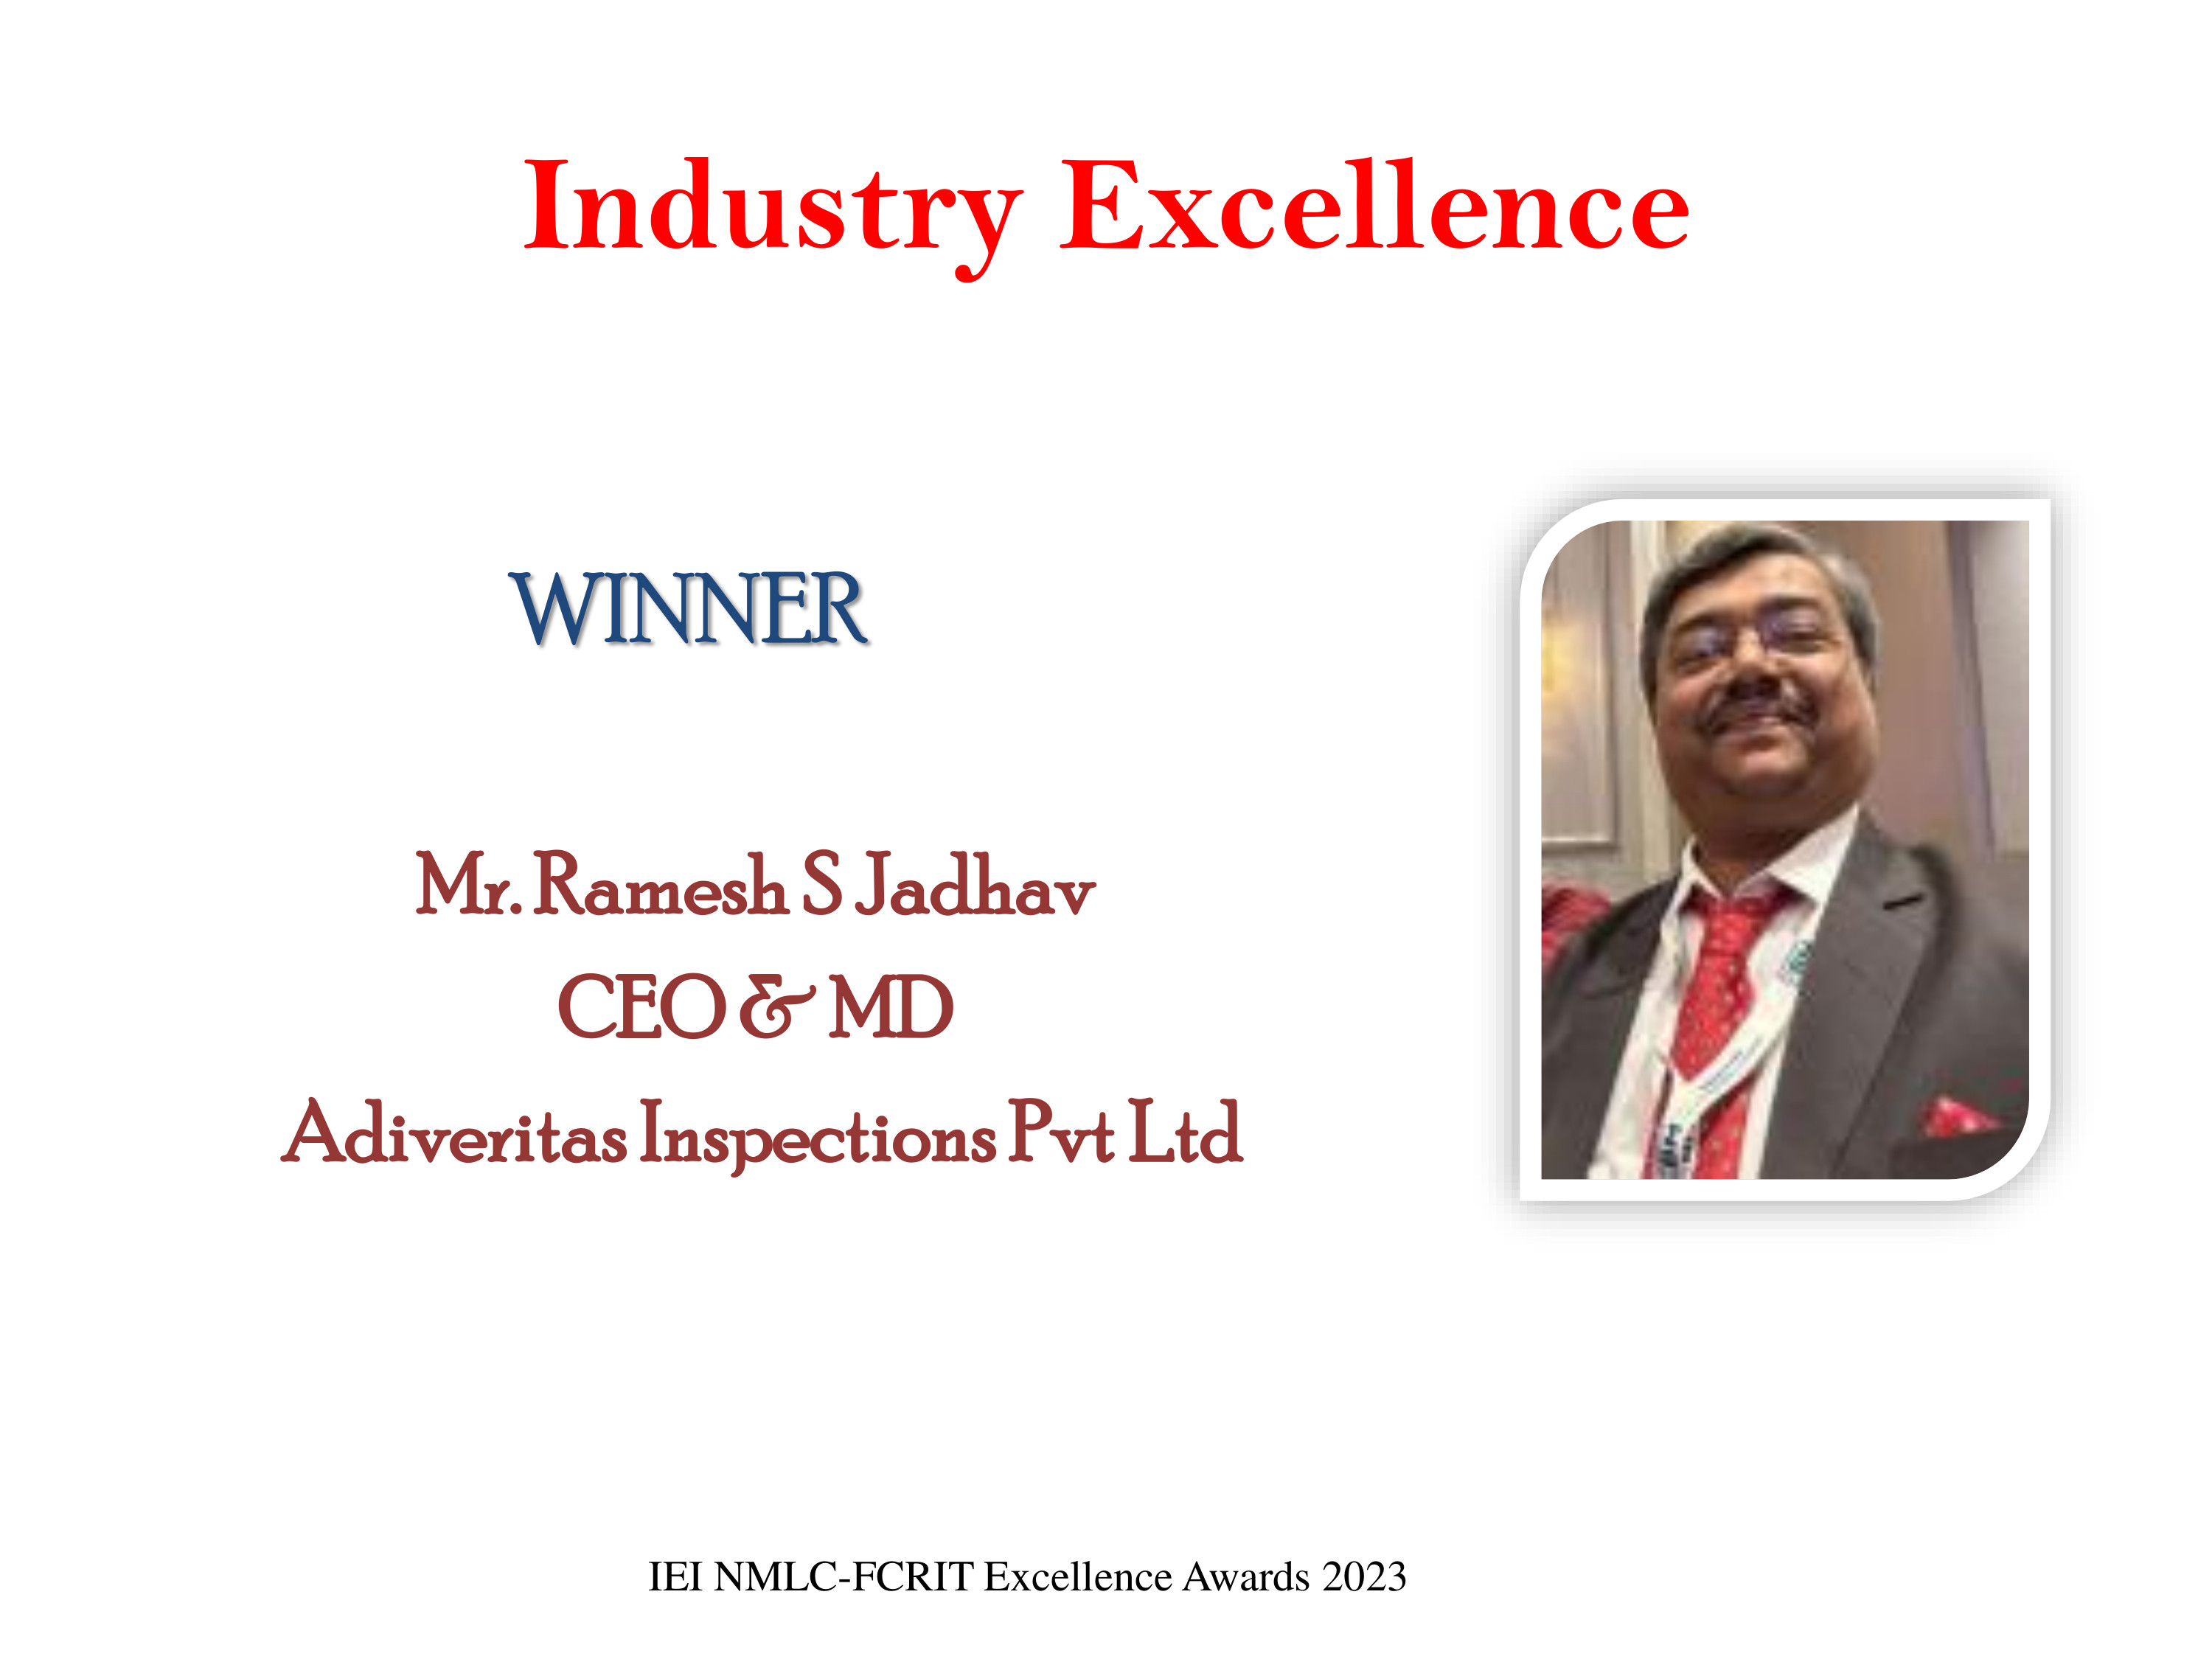 Industry Excellence
WINNER
Mr. Ramesh S Jadhav
CEO & MD
Adiveritas Inspections Pvt Ltd
IEI NMLC-FCRIT Excellence Awards 2023